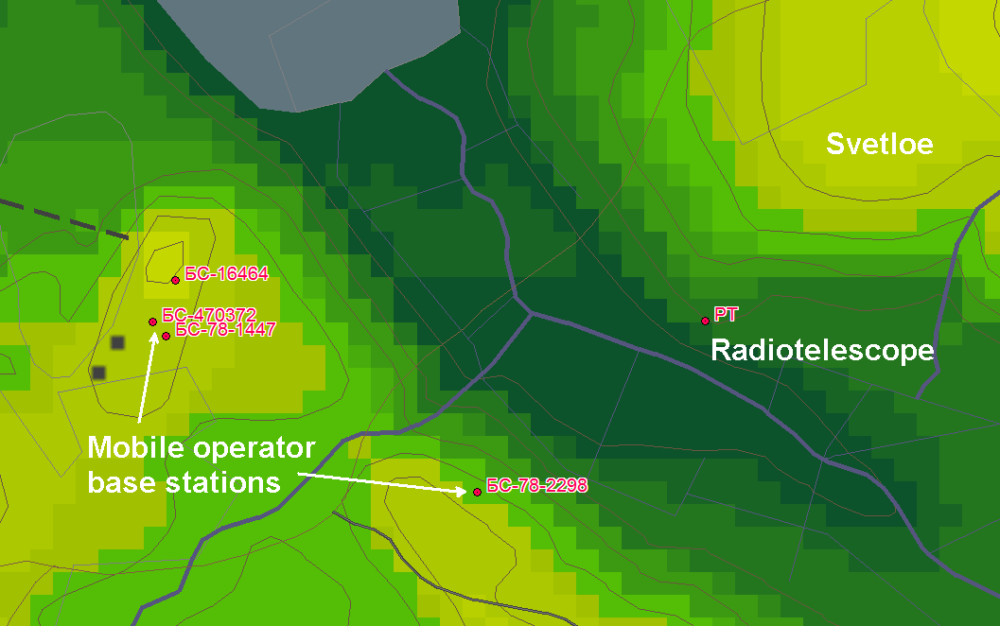 Svetloe
БС-16464
БС-470372
БС-78-1447
РТ
Radiotelescope
Mobile operator
base stations
БС-78-2298